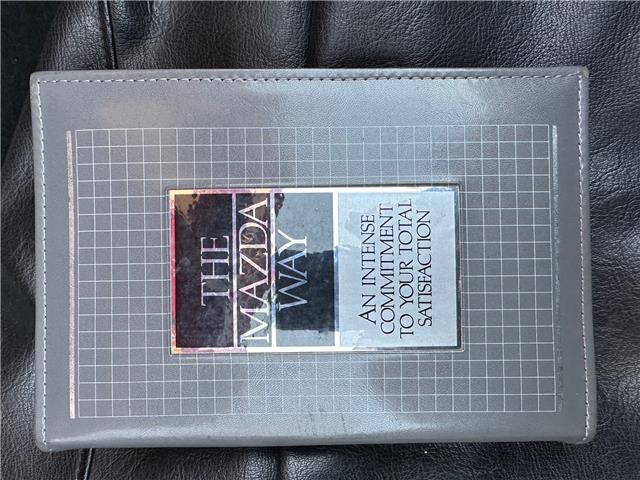 THE
MAZDA
WAY
AN INTENSE
COMMITMENT
TO YOUR TOTAL
SATISFACTION